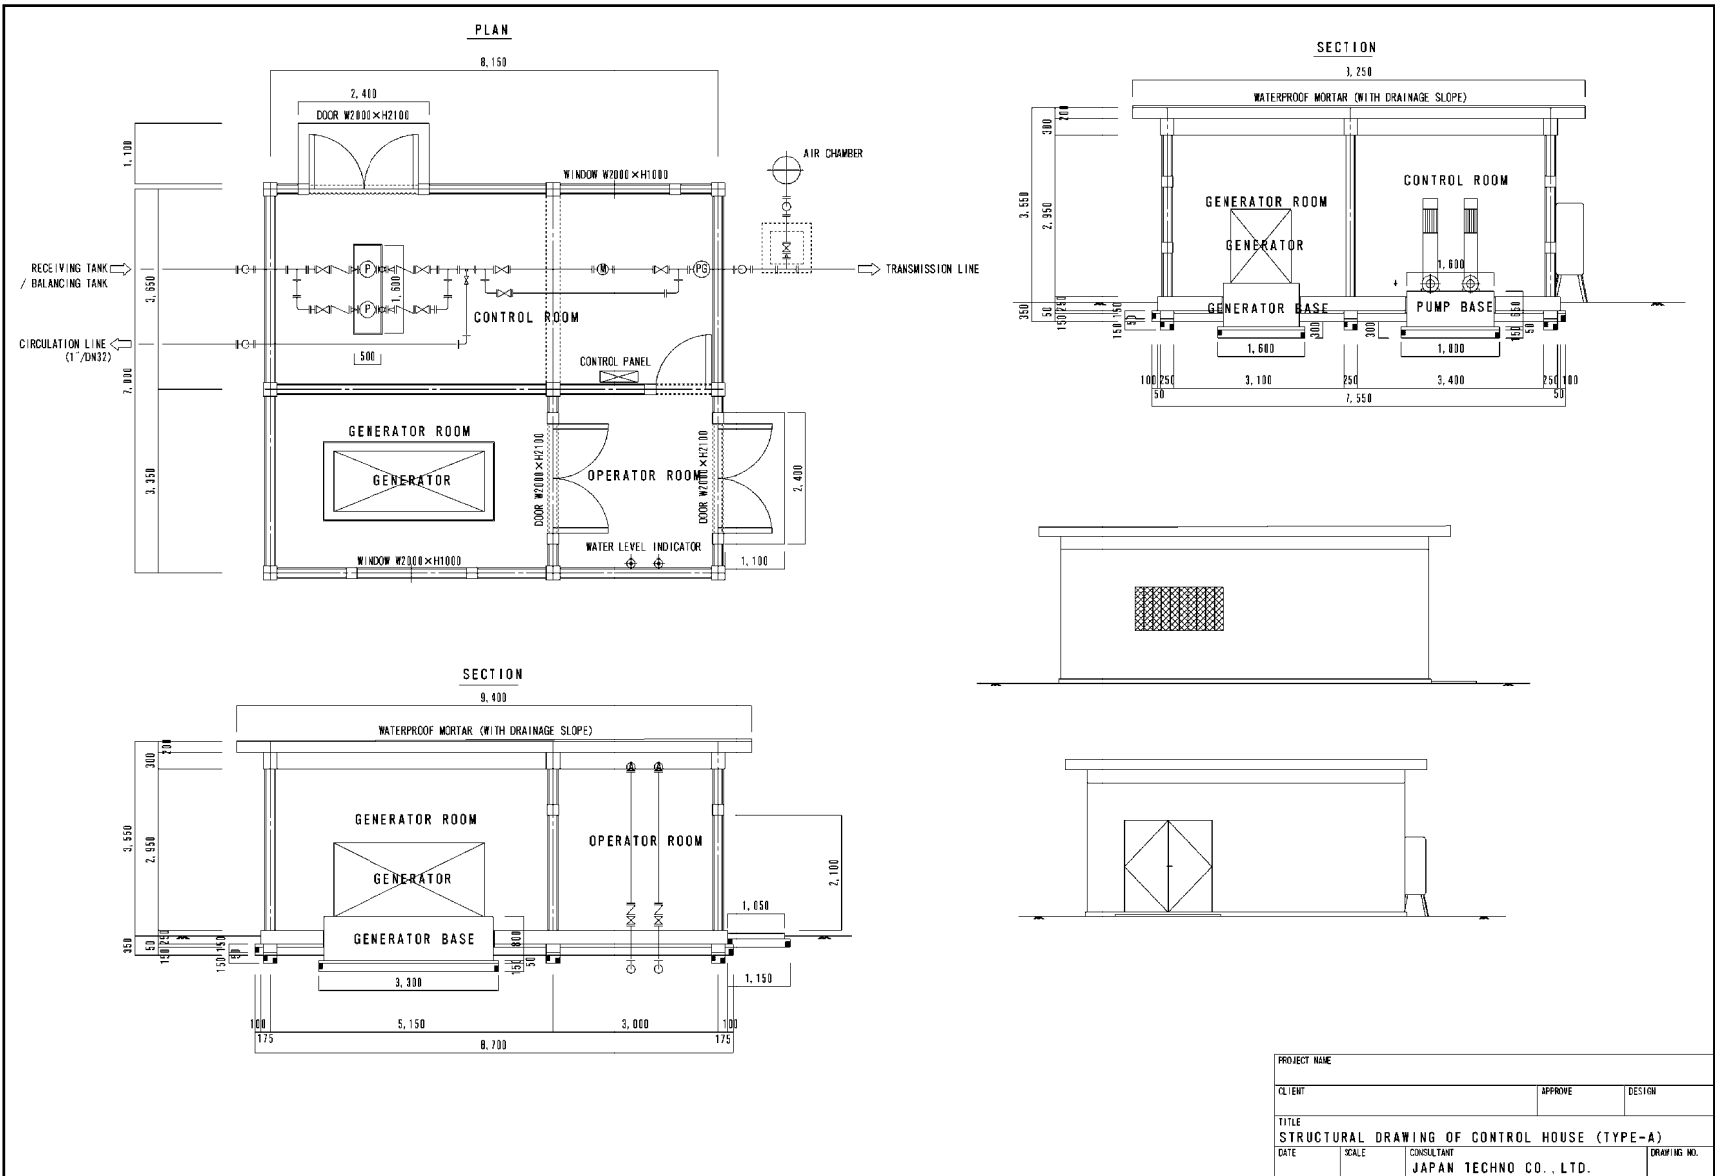 PLAN
8,150
2,400
DOOR W2000×H2100
1,100
AIR CHAMBER
WINDOW W2000×H1000
RECEIVING TANK
/ BALANCING TANK
3,650
P
1,600
P
M
PG
TRANSMISSION LINE
CONTROL ROOM
CIRCULATION LINE
(1"/DN32)
500
CONTROL PANEL
7,000
GENERATOR ROOM
GENERATOR
3,350
DOOR W2000×H2100
OPERATOR ROOM
DOOR W2000×H2100
2,400
WATER LEVEL INDICATOR
WINDOW W2000×H1000
1,100
SECTION
9,400
WATERPROOF MORTAR (WITH DRAINAGE SLOPE)
200
300
3,550
2,950
GENERATOR ROOM
OPERATOR ROOM
GENERATOR
2,100
1,050
GENERATOR BASE
800
350
50
250
150
150
50
150
150
50
3,300
1,150
100
5,150
3,000
100
175
175
8,700
SECTION
WATERPROOF MORTAR (WITH DRAINAGE SLOPE)
200
300
3,550
2,950
CONTROL ROOM
GENERATOR ROOM
GENERATOR
1,600
GENERATOR BASE
PUMP BASE
650
350
50
250
150
150
50
150
300
300
150
50
1,600
1,800
100
250
3,100
250
3,400
250
100
50
50
7,550
PROJECT NAME
CLIENT
APPROVE
DESIGN
TITLE
STRUCTURAL DRAWING OF CONTROL HOUSE (TYPE-A)
DATE
SCALE
CONSULTANT
DRAWING NO.
JAPAN TECHNO CO., LTD.